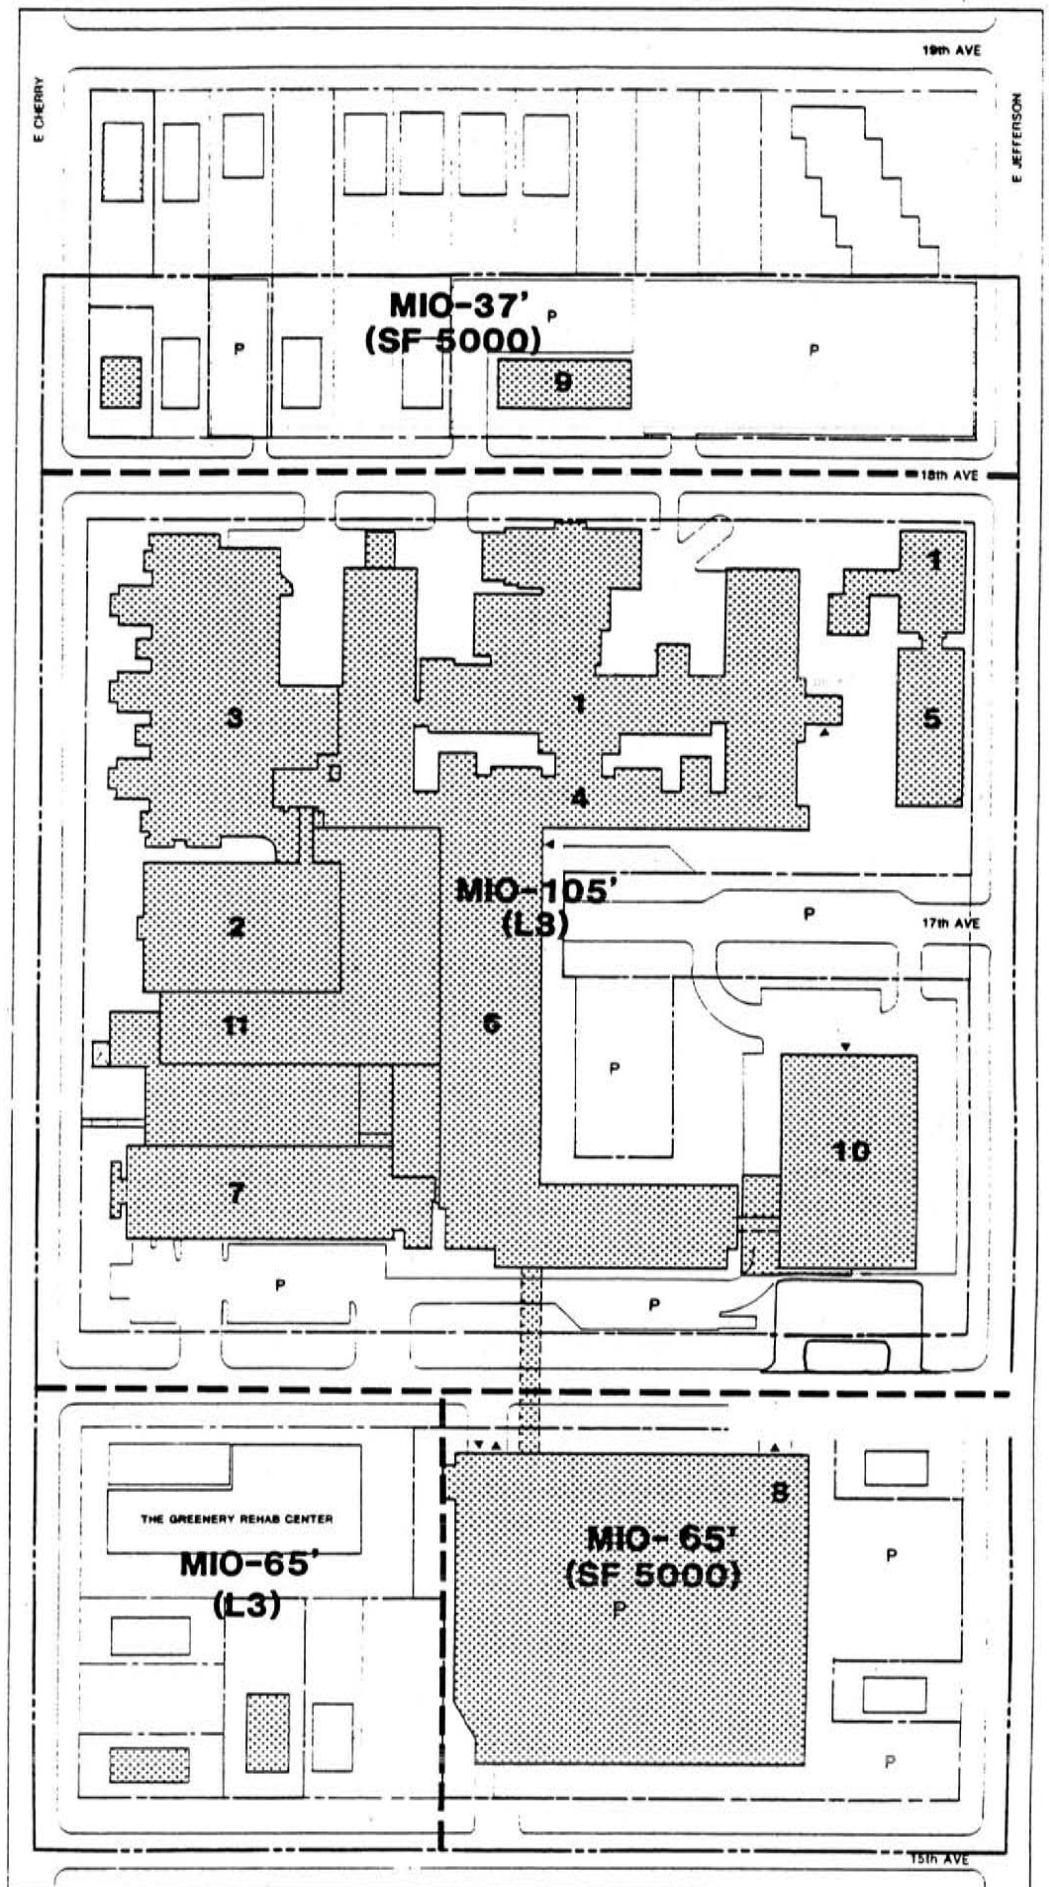 19th AVE
E CHERRY
E JEFFERSON
MIO-37'
(SF 5000)
P
P
P
9
18th AVE
1
3
1
5
4
MIO-105'
(L3)
P
17th AVE
2
11
6
P
10
7
P
P
8
THE GREENERY REHAB CENTER
MIO-65'
(L3)
MIO-65'
(SF 5000)
P
P
P
15th AVE